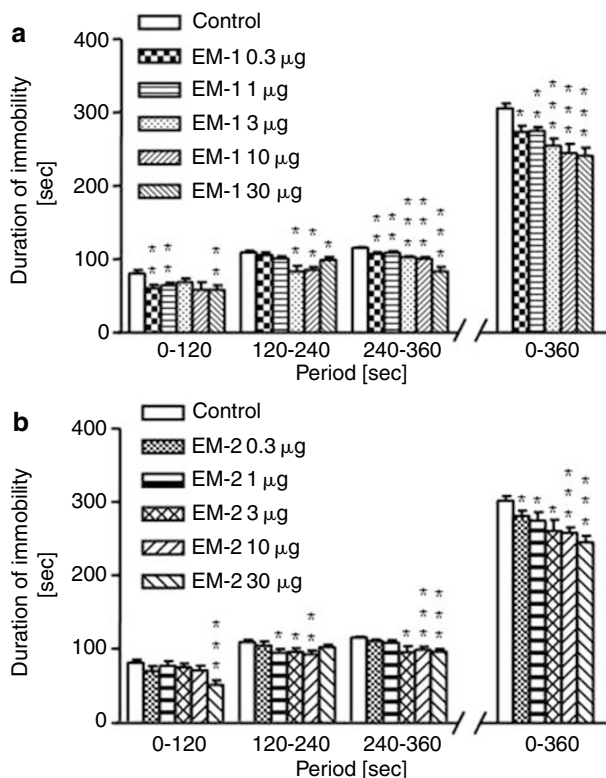 a
Control
EM-1 0.3 μg
EM-1 1 μg
EM-1 3 μg
EM-1 10 μg
EM-1 30 μg
Duration of immobility
[sec]
400
300
200
100
0
0-120
120-240
240-360
0-360
Period [sec]
b
Control
EM-2 0.3 μg
EM-2 1 μg
EM-2 3 μg
EM-2 10 μg
EM-2 30 μg
Duration of immobility
[sec]
400
300
200
100
0
0-120
120-240
240-360
0-360
Period [sec]